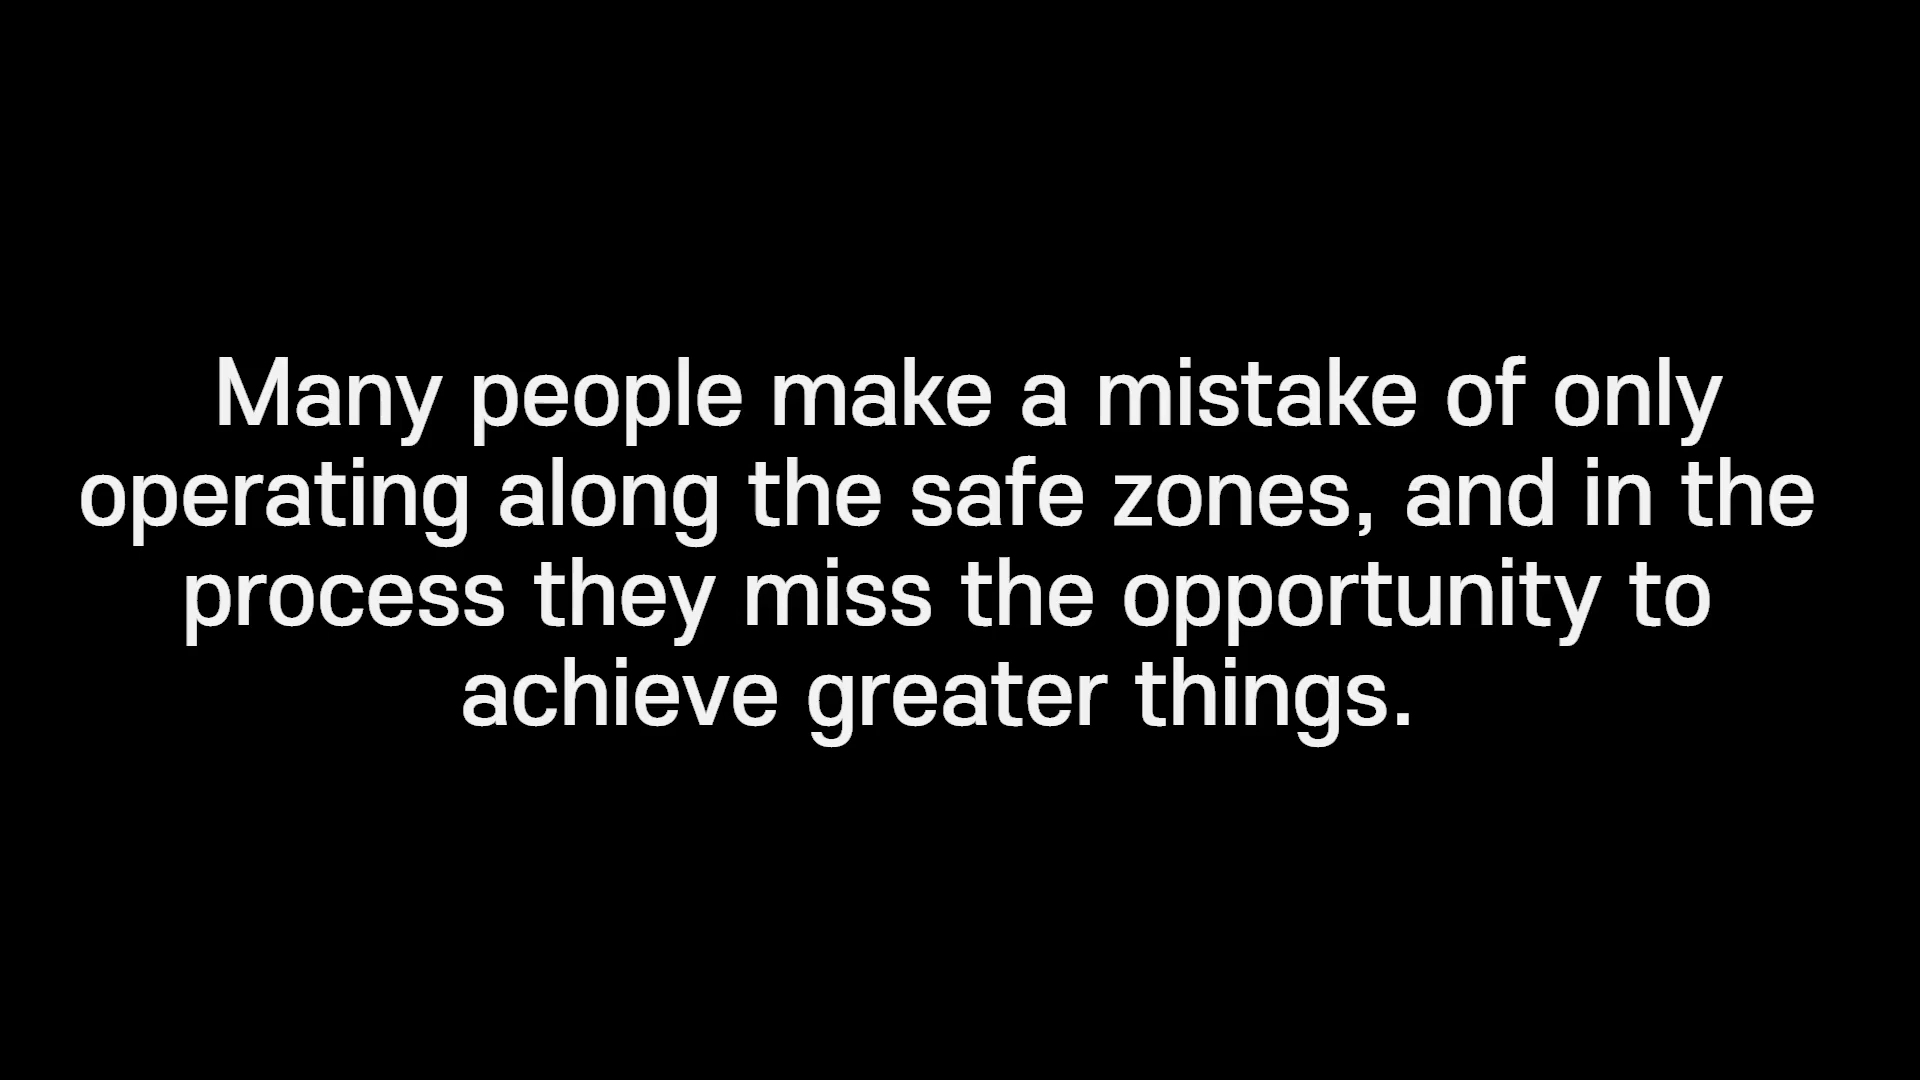 Many people make a mistake of only
operating along the safe zones, and in the
process they miss the opportunity to
achieve greater things.